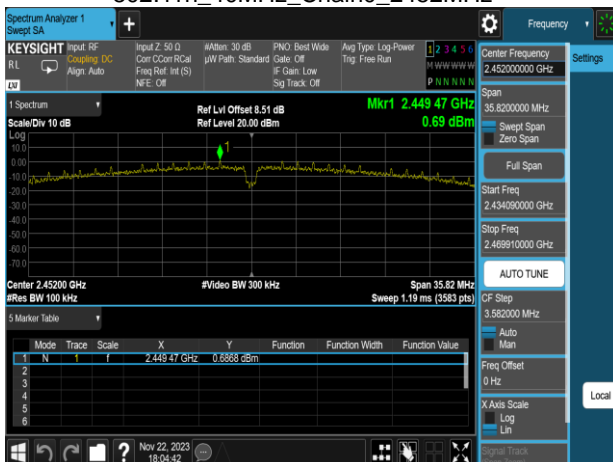 Spectrum Analyzer 1
Swept SA
Frequency
KEYSIGHT
RL
LXI
Input: RF
Coupling: DC
Align: Auto
Input Z: 50 Ω
Corr CCorr RCal
Freq Ref: Int (S)
NFE: Off
#Atten: 30 dB
µW Path: Standard
PNO: Best Wide
Gate: Off
IF Gain: Low
Sig Track: Off
Avg Type: Log-Power
Trig: Free Run
1 2 3 4 5 6
M W W W W W
P N N N N N
1 Spectrum
Scale/Div 10 dB
Ref Lvl Offset 8.51 dB
Ref Level 20.00 dBm
Mkr1 2.449 47 GHz
0.69 dBm
Log
10.0
0.00
-10.0
-20.0
-30.0
-40.0
-50.0
-60.0
-70.0
1
Center 2.45200 GHz
#Res BW 100 kHz
#Video BW 300 kHz
Span 35.82 MHz
Sweep 1.19 ms (3583 pts)
5 Marker Table
Mode Trace Scale X Y Function Function Width Function Value
1 N 1 f 2.449 47 GHz 0.6868 dBm
2
3
4
5
6
Nov 22, 2023
18:04:42
Center Frequency
2.452000000 GHz
Span
35.8200000 MHz
Swept Span
Zero Span
Full Span
Start Freq
2.434090000 GHz
Stop Freq
2.469910000 GHz
AUTO TUNE
CF Step
3.582000 MHz
Auto
Man
Freq Offset
0 Hz
X Axis Scale
Log
Lin
Signal Track
Settings
Local